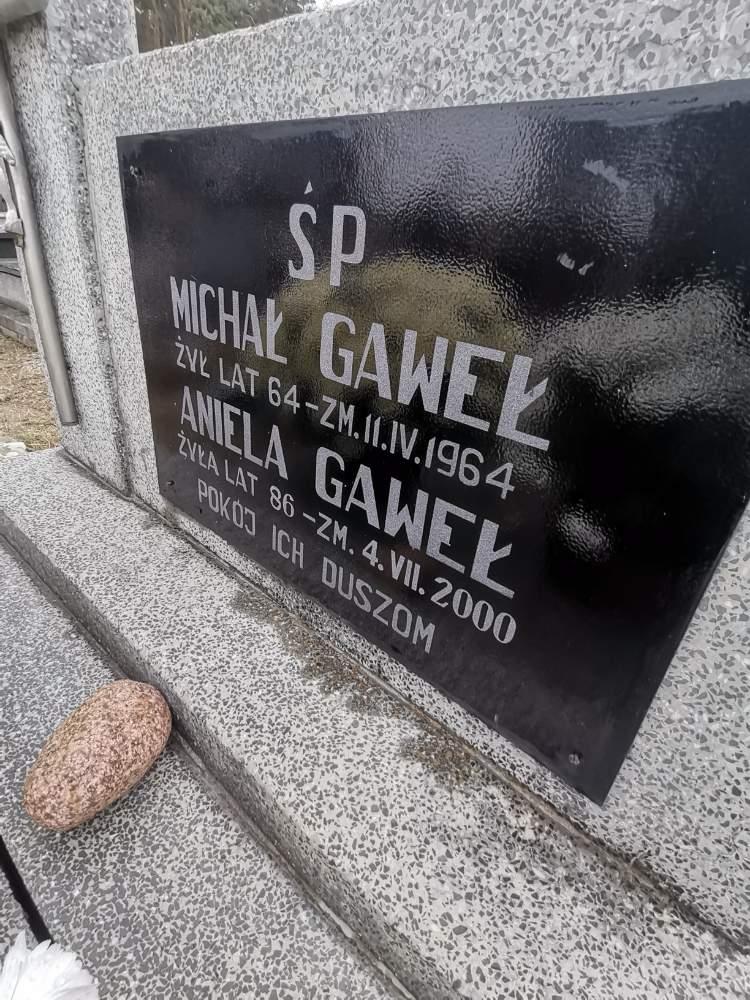 ŚP
MICHAŁ GAWEŁ
ŻYŁ LAT 64 – ZM. 11.IV.1964
ANIELA GAWEŁ
ŻYŁA LAT 86 – ZM. 4.VII.2000
POKÓJ ICH DUSZOM